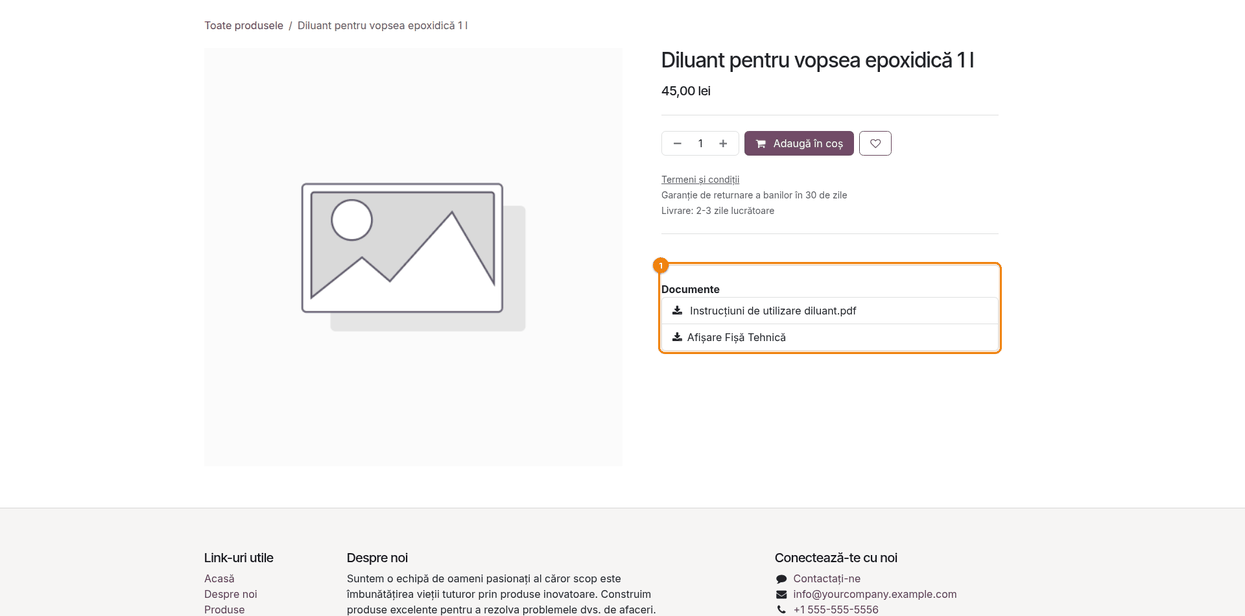 Toate produsele / Diluant pentru vopsea epoxidică 1 l
Diluant pentru vopsea epoxidică 1 l
45,00 lei
1
Adaugă în coș
Termeni și condiții
Garanție de returnare a banilor în 30 de zile
Livrare: 2-3 zile lucrătoare
1
Documente
Instrucțiuni de utilizare diluant.pdf
Afișare Fișă Tehnică
Link-uri utile
Acasă
Despre noi
Produse
Despre noi
Suntem o echipă de oameni pasionați al căror scop este
îmbunătățirea vieții tuturor prin produse inovatoare. Construim
produse excelente pentru a rezolva problemele dvs. de afaceri.
Conectează-te cu noi
Contactați-ne
info@yourcompany.example.com
+1 555-555-5556